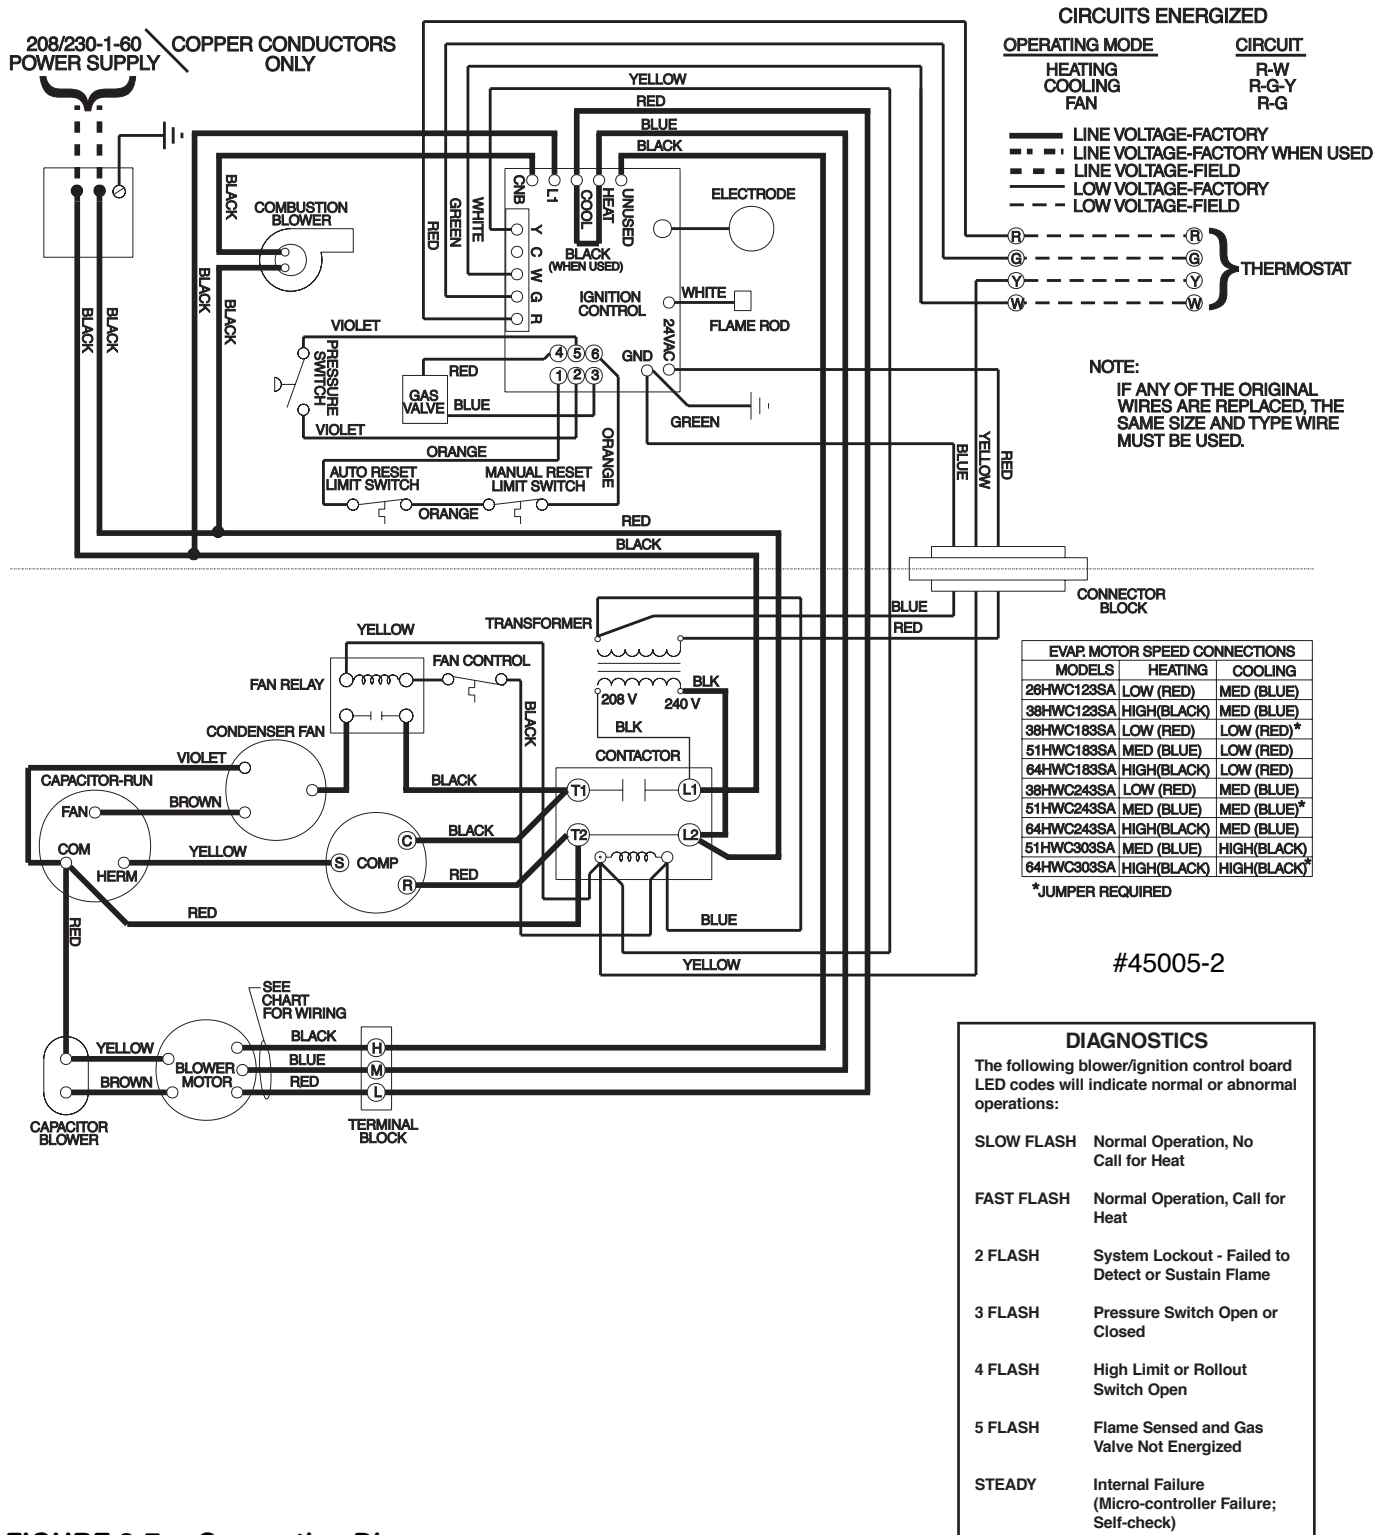 208/230-1-60
POWER SUPPLY
COPPER CONDUCTORS
ONLY
CIRCUITS ENERGIZED
OPERATING MODE CIRCUIT
HEATING R-W
COOLING R-G-Y
FAN R-G
LINE VOLTAGE-FACTORY
LINE VOLTAGE-FACTORY WHEN USED
LINE VOLTAGE-FIELD
LOW VOLTAGE-FACTORY
LOW VOLTAGE-FIELD
R R
G G
Y Y
W W
THERMOSTAT
YELLOW
RED
BLUE
BLACK
BLACK
COMBUSTION
BLOWER
RED
GREEN
WHITE
CNB
L1
COOL
HEAT
UNUSED
BLACK
(WHEN USED)
Y
C
W
G
R
ELECTRODE
IGNITION
CONTROL
WHITE
FLAME ROD
24VAC
GND
GREEN
BLACK
BLACK
BLACK
BLACK
VIOLET
PRESSURE
SWITCH
VIOLET
RED
GAS
VALVE
BLUE
4 5 6
1 2 3
ORANGE
ORANGE
AUTO RESET
LIMIT SWITCH
MANUAL RESET
LIMIT SWITCH
ORANGE
RED
BLACK
NOTE:
IF ANY OF THE ORIGINAL
WIRES ARE REPLACED, THE
SAME SIZE AND TYPE WIRE
MUST BE USED.
BLUE
YELLOW
RED
CONNECTOR
BLOCK
BLUE
RED
TRANSFORMER
YELLOW
FAN CONTROL
FAN RELAY
BLK
208 V
240 V
BLK
BLACK
CONDENSER FAN
CONTACTOR
VIOLET
CAPACITOR-RUN
BLACK
T1
L1
FAN
BROWN
COM
HERM
YELLOW
S
COMP
C
R
BLACK
T2
L2
RED
RED
RED
BLUE
YELLOW
EVAP. MOTOR SPEED CONNECTIONS
MODELS HEATING COOLING
26HWC123SA LOW (RED) MED (BLUE)
38HWC123SA HIGH(BLACK) MED (BLUE)
38HWC183SA LOW (RED) LOW (RED)*
51HWC183SA MED (BLUE) LOW (RED)
64HWC183SA HIGH(BLACK) LOW (RED)
38HWC243SA LOW (RED) MED (BLUE)
51HWC243SA MED (BLUE) MED (BLUE)*
64HWC243SA HIGH(BLACK) MED (BLUE)
51HWC303SA MED (BLUE) HIGH(BLACK)
64HWC303SA HIGH(BLACK) HIGH(BLACK)*
*JUMPER REQUIRED
#45005-2
SEE
CHART
FOR WIRING
YELLOW
BROWN
CAPACITOR
BLOWER
BLOWER
MOTOR
BLACK
BLUE
RED
H
M
L
TERMINAL
BLOCK
DIAGNOSTICS
The following blower/ignition control board
LED codes will indicate normal or abnormal
operations:
SLOW FLASH Normal Operation, No
Call for Heat
FAST FLASH Normal Operation, Call for
Heat
2 FLASH System Lockout - Failed to
Detect or Sustain Flame
3 FLASH Pressure Switch Open or
Closed
4 FLASH High Limit or Rollout
Switch Open
5 FLASH Flame Sensed and Gas
Valve Not Energized
STEADY Internal Failure
(Micro-controller Failure;
Self-check)